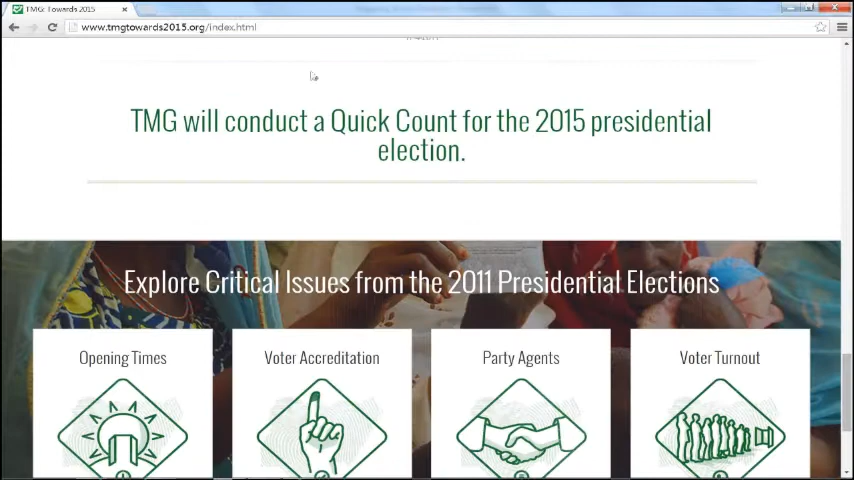 TMG: Towards 2015
www.tmgtowards2015.org/index.html
TMG will conduct a Quick Count for the 2015 presidential
election.
Explore Critical Issues from the 2011 Presidential Elections
Opening Times
Voter Accreditation
Party Agents
Voter Turnout